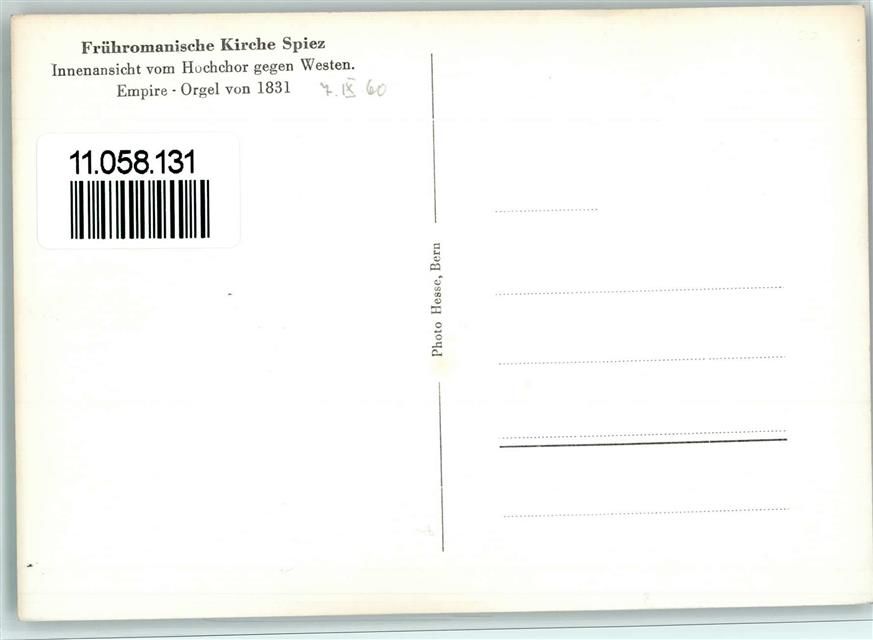 Frühromanische Kirche Spiez
Innenansicht vom Hochchor gegen Westen.
Empire - Orgel von 1831 7. IX 60
11.058.131
Photo Hesse, Bern